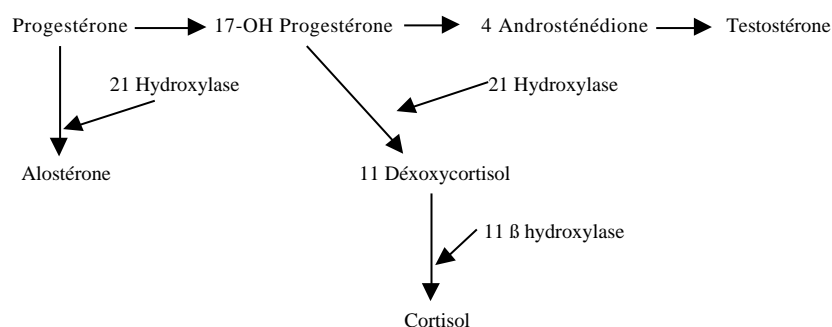 Progestérone 17-OH Progestérone 4 Androsténédione Testostérone
21 Hydroxylase 21 Hydroxylase
Alostérone 11 Déxoxycortisol
11 ß hydroxylase
Cortisol